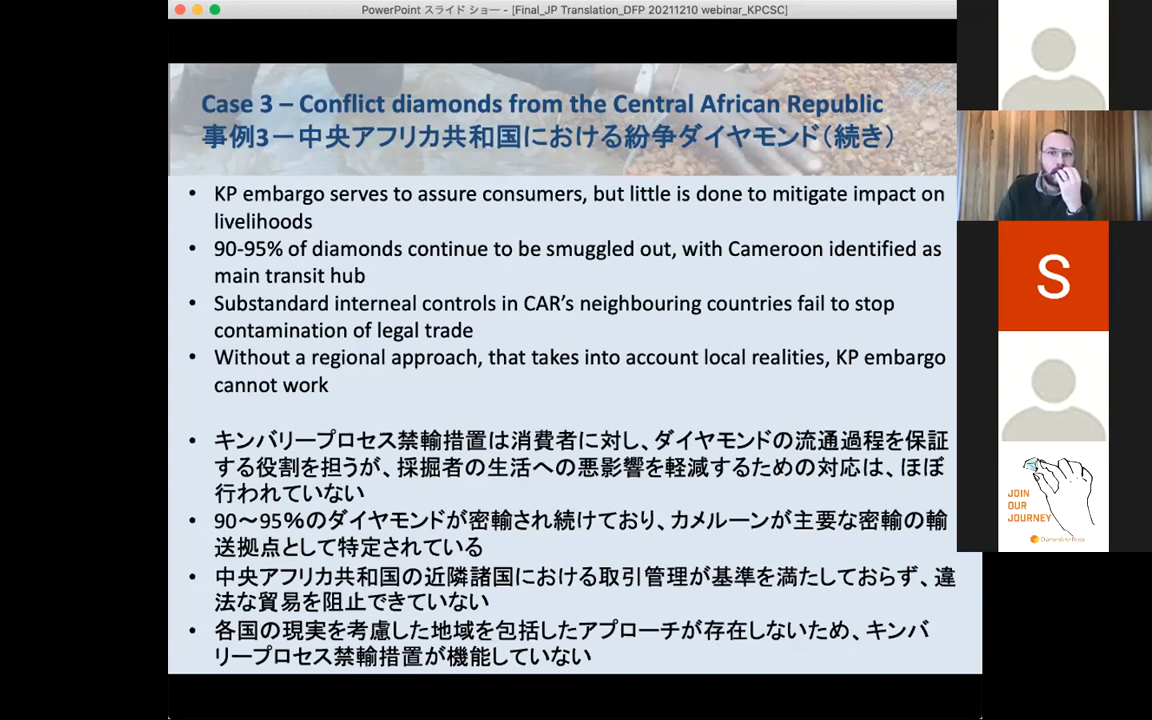 PowerPoint スライド ショー - [Final_JP Translation_DFP 20211210 webinar_KPCSC]
Case 3 – Conflict diamonds from the Central African Republic
事例3－中央アフリカ共和国における紛争ダイヤモンド（続き）
• KP embargo serves to assure consumers, but little is done to mitigate impact on
livelihoods
• 90-95% of diamonds continue to be smuggled out, with Cameroon identified as
main transit hub
• Substandard interneal controls in CAR’s neighbouring countries fail to stop
contamination of legal trade
• Without a regional approach, that takes into account local realities, KP embargo
cannot work
• キンバリープロセス禁輸措置は消費者に対し、ダイヤモンドの流通過程を保証
する役割を担うが、採掘者の生活への悪影響を軽減するための対応は、ほぼ
行われていない
• 90～95％のダイヤモンドが密輸され続けており、カメルーンが主要な密輸の輸
送拠点として特定されている
• 中央アフリカ共和国の近隣諸国における取引管理が基準を満たしておらず、違
法な貿易を阻止できていない
• 各国の現実を考慮した地域を包括したアプローチが存在しないため、キンバ
リープロセス禁輸措置が機能していない
S
JOIN
OUR
JOURNEY